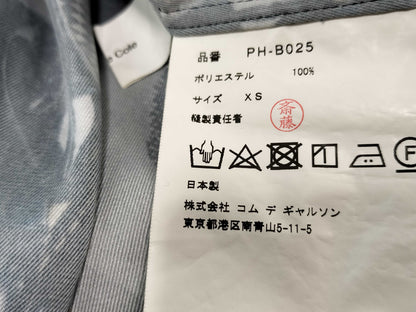 Cole
品番 PH-B025
ポリエステル 100%
サイズ XS
縫製責任者 斎藤
日本製
株式会社 コム デ ギャルソン
東京都港区南青山5-11-5